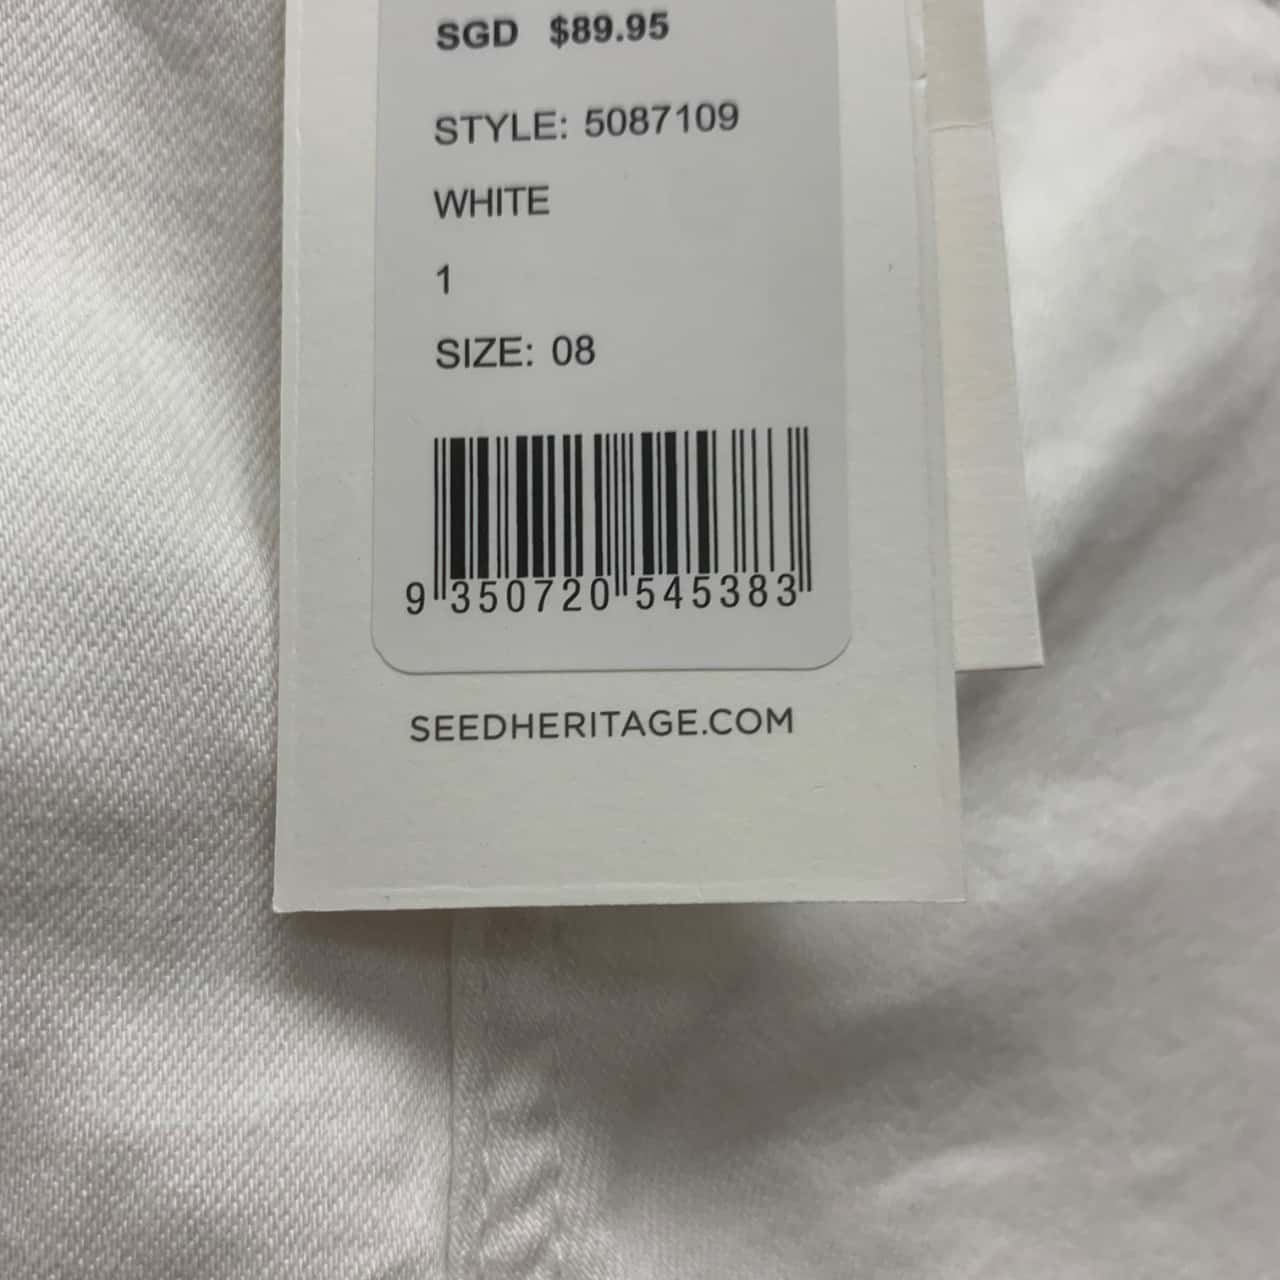 SGD $89.95
STYLE: 5087109
WHITE
1
SIZE: 08
9 350720 545383
SEEDHERITAGE.COM